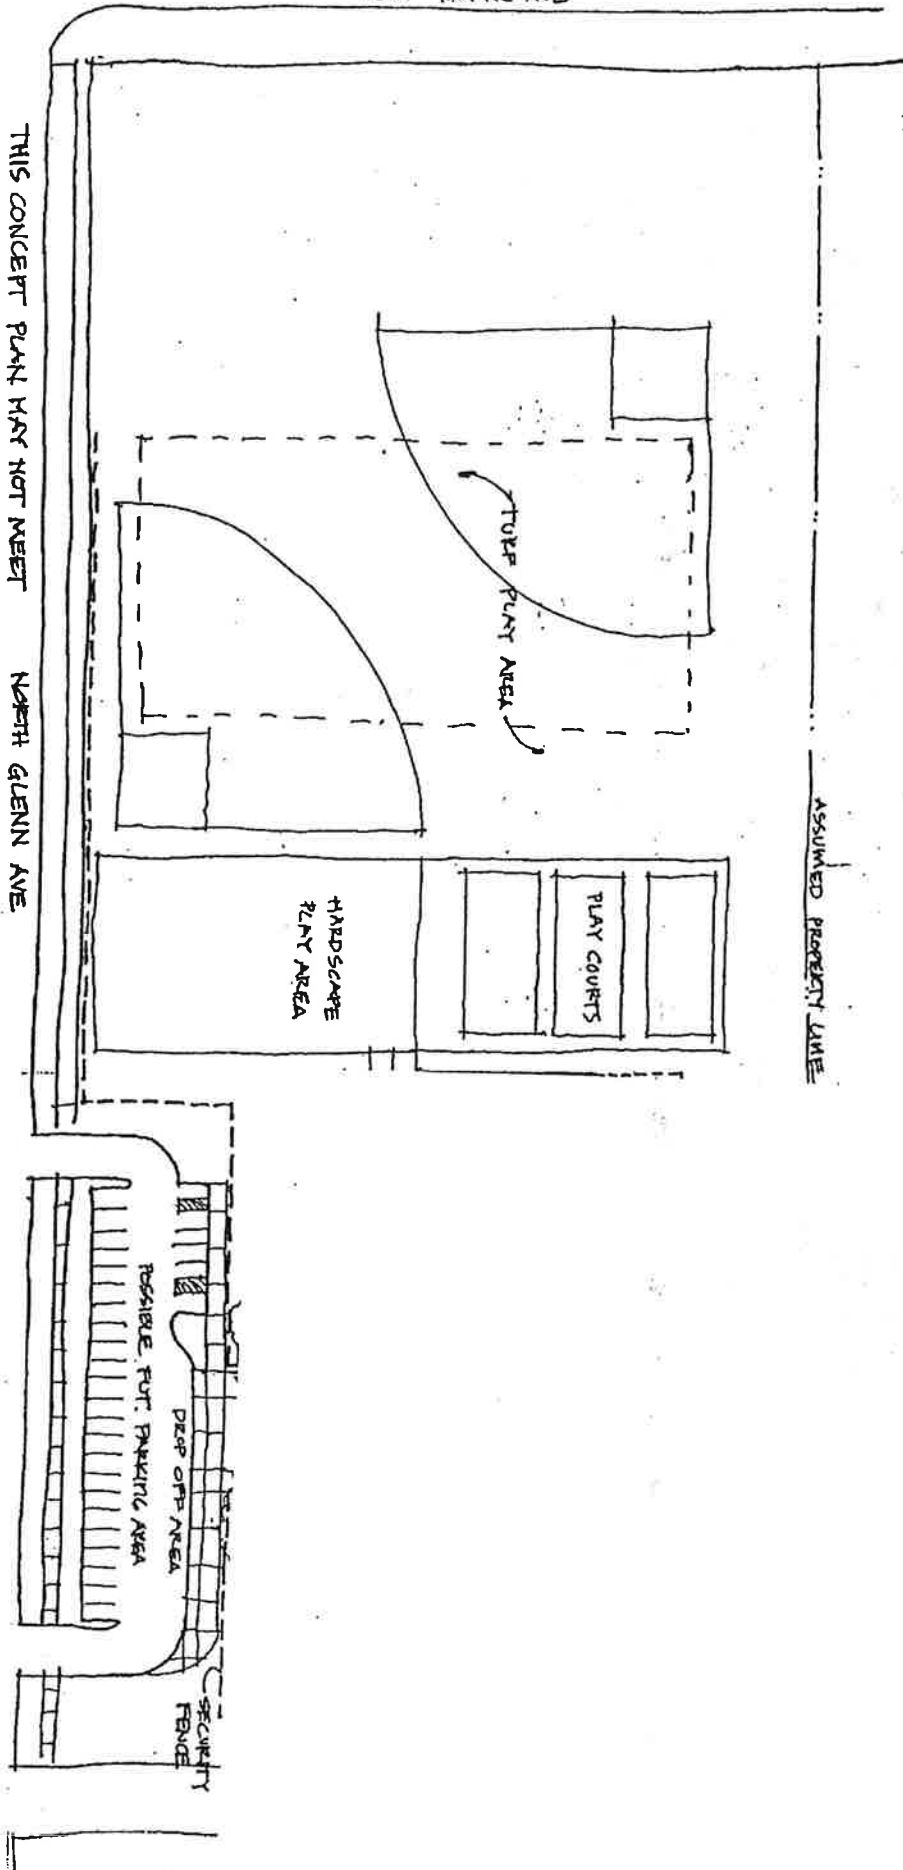 ASSUMED PROPERTY LINE
TURF PLAY AREA
PLAY COURTS
HARDSCAPE
PLAY AREA
THIS CONCEPT PLAN MAY NOT MEET
NORTH GLENN AVE
DROP OFF AREA
POSSIBLE FUT. PARKING AREA
SECURITY
FENCE